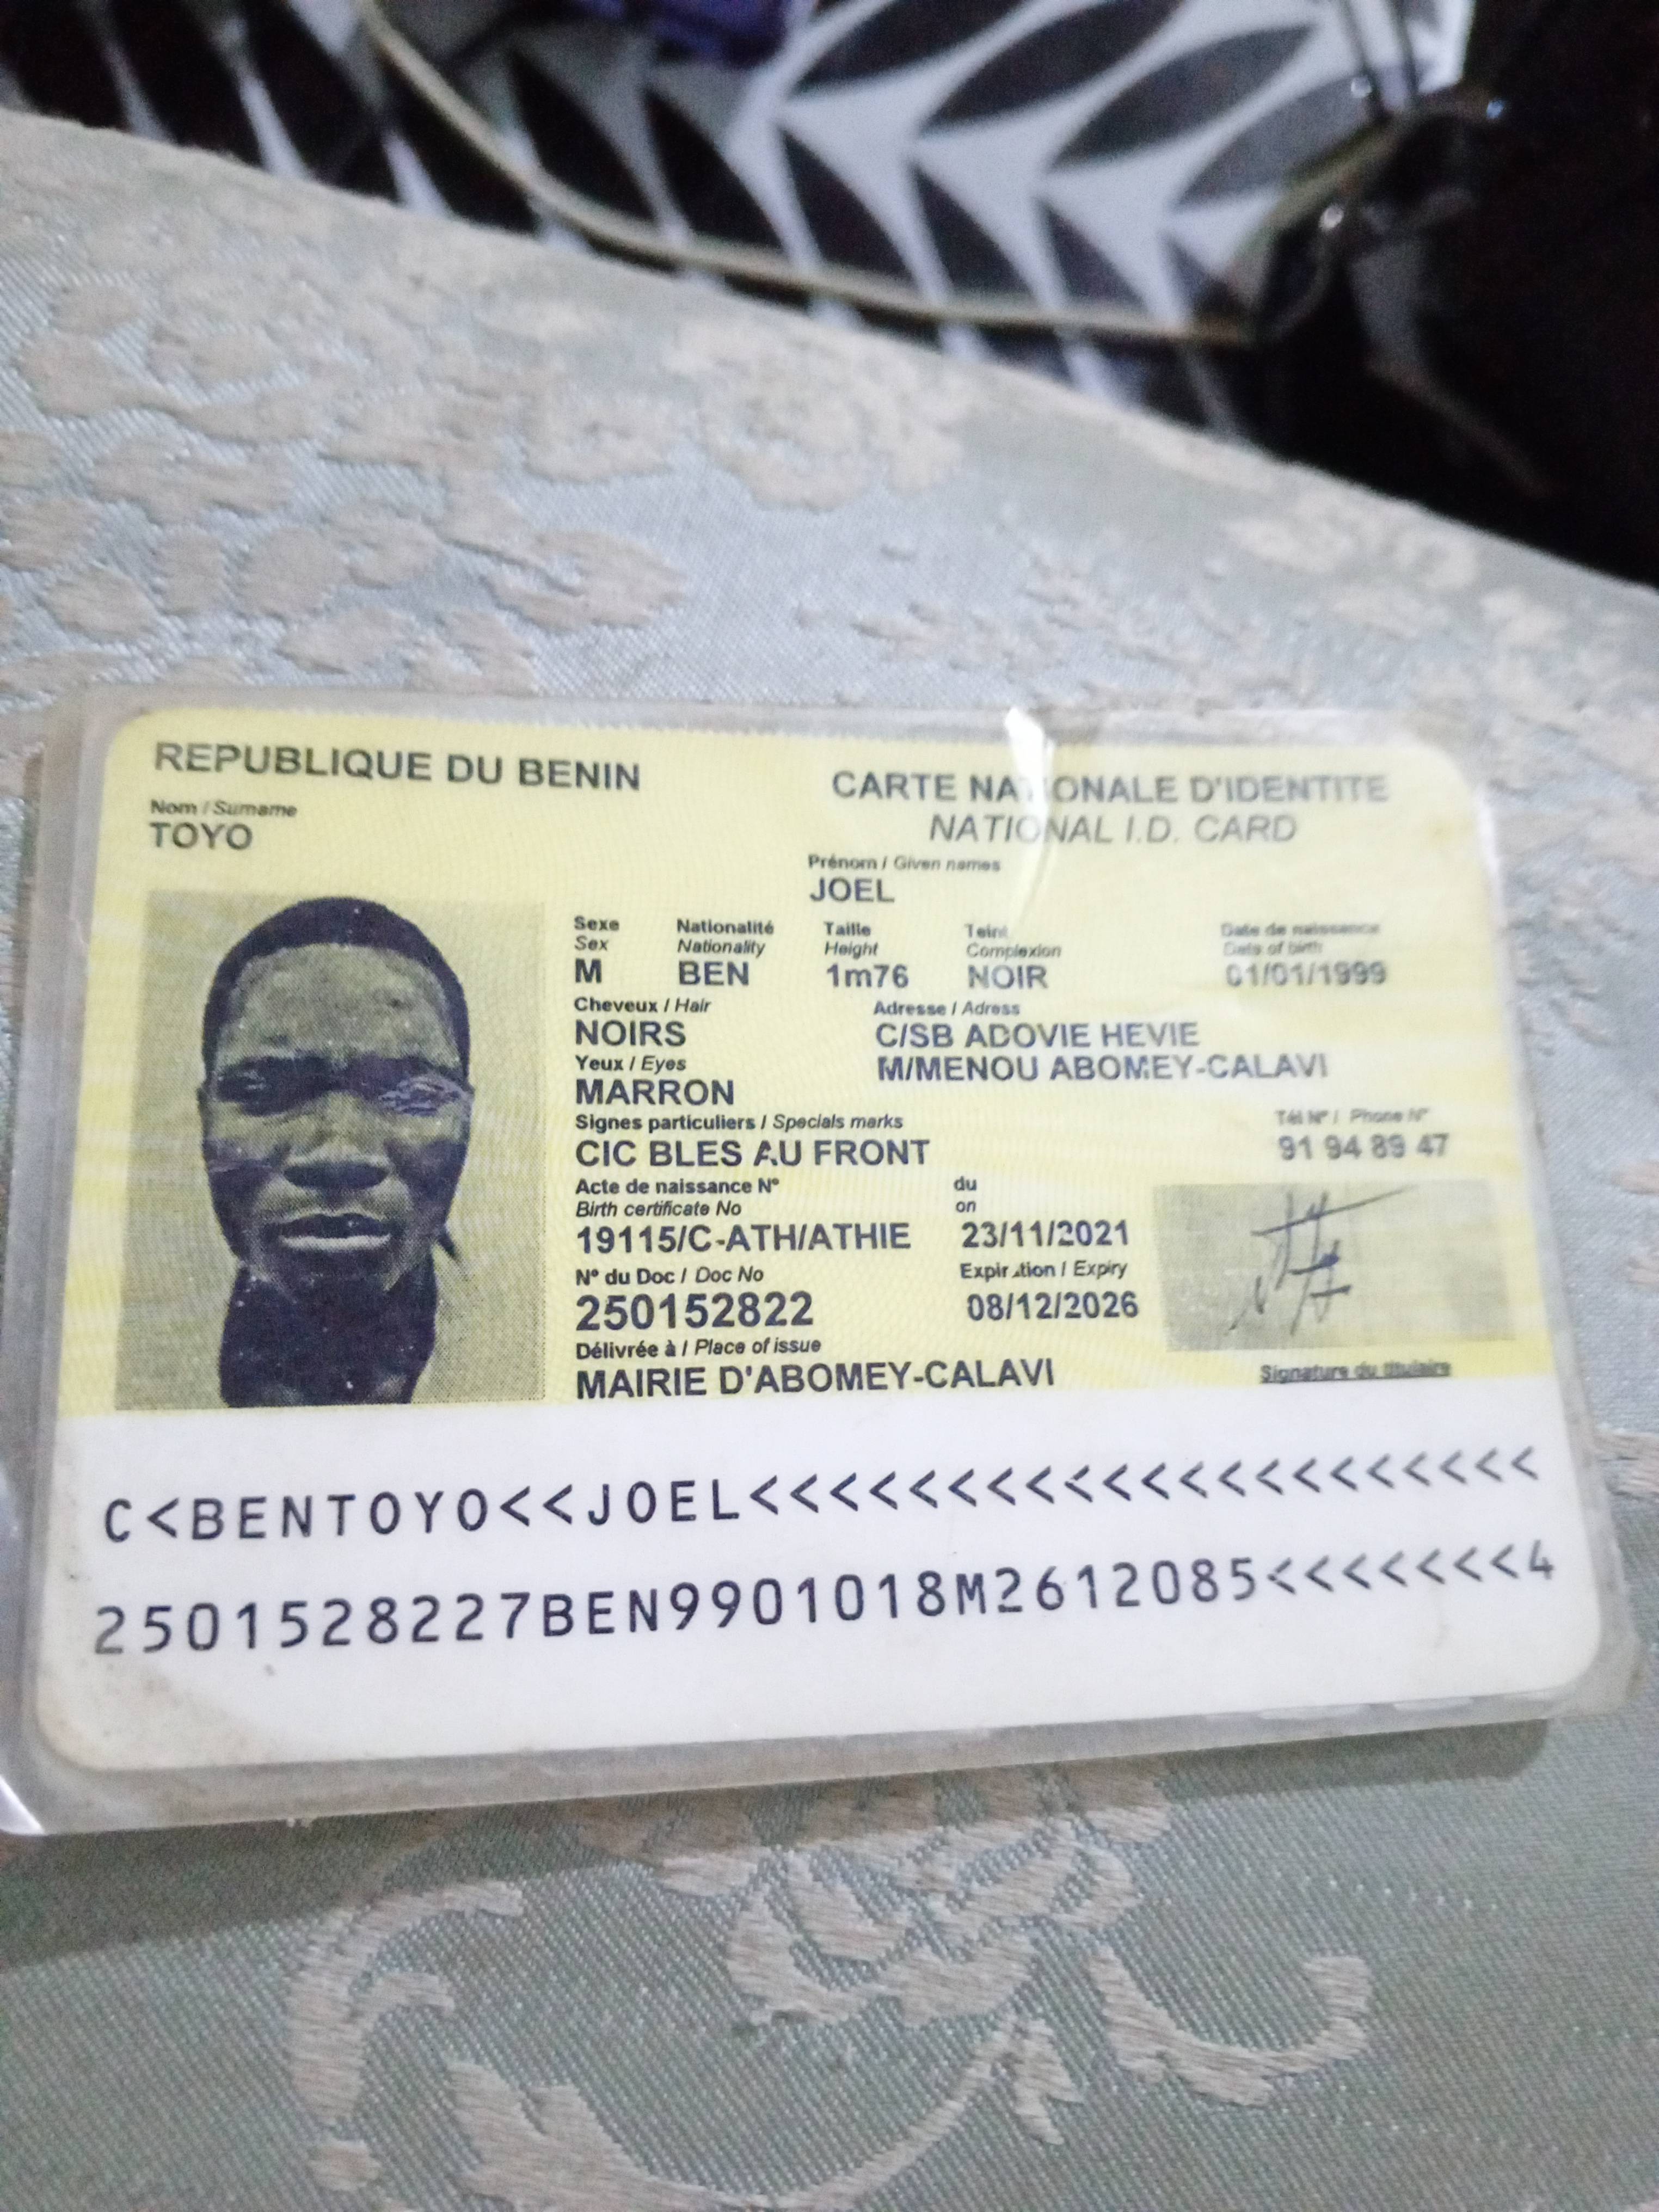 REPUBLIQUE DU BENIN
CARTE NATIONALE D'IDENTITE
NATIONAL I.D. CARD
Nom / Surname
TOYO
Prénom / Given names
JOEL
Sexe Nationalité Taille Teint Date de naissance
Sex Nationality Height Complexion Date of birth
M BEN 1m76 NOIR 01/01/1999
Cheveux / Hair Adresse / Adress
NOIRS C/SB ADOVIE HEVIE
Yeux / Eyes M/MENOU ABOMEY-CALAVI
MARRON
Signes particuliers / Specials marks Tél N° / Phone N°
CIC BLES AU FRONT 91 94 89 47
Acte de naissance N° du
Birth certificate No on
19115/C-ATH/ATHIE 23/11/2021
N° du Doc / Doc No Expiration / Expiry
250152822 08/12/2026
Délivrée à / Place of issue
MAIRIE D'ABOMEY-CALAVI Signature du titulaire
C<BENTOYO<<JOEL<<<<<<<<<<<<<<<<<<<<<
2501528227BEN9901018M2612085<<<<<<<4